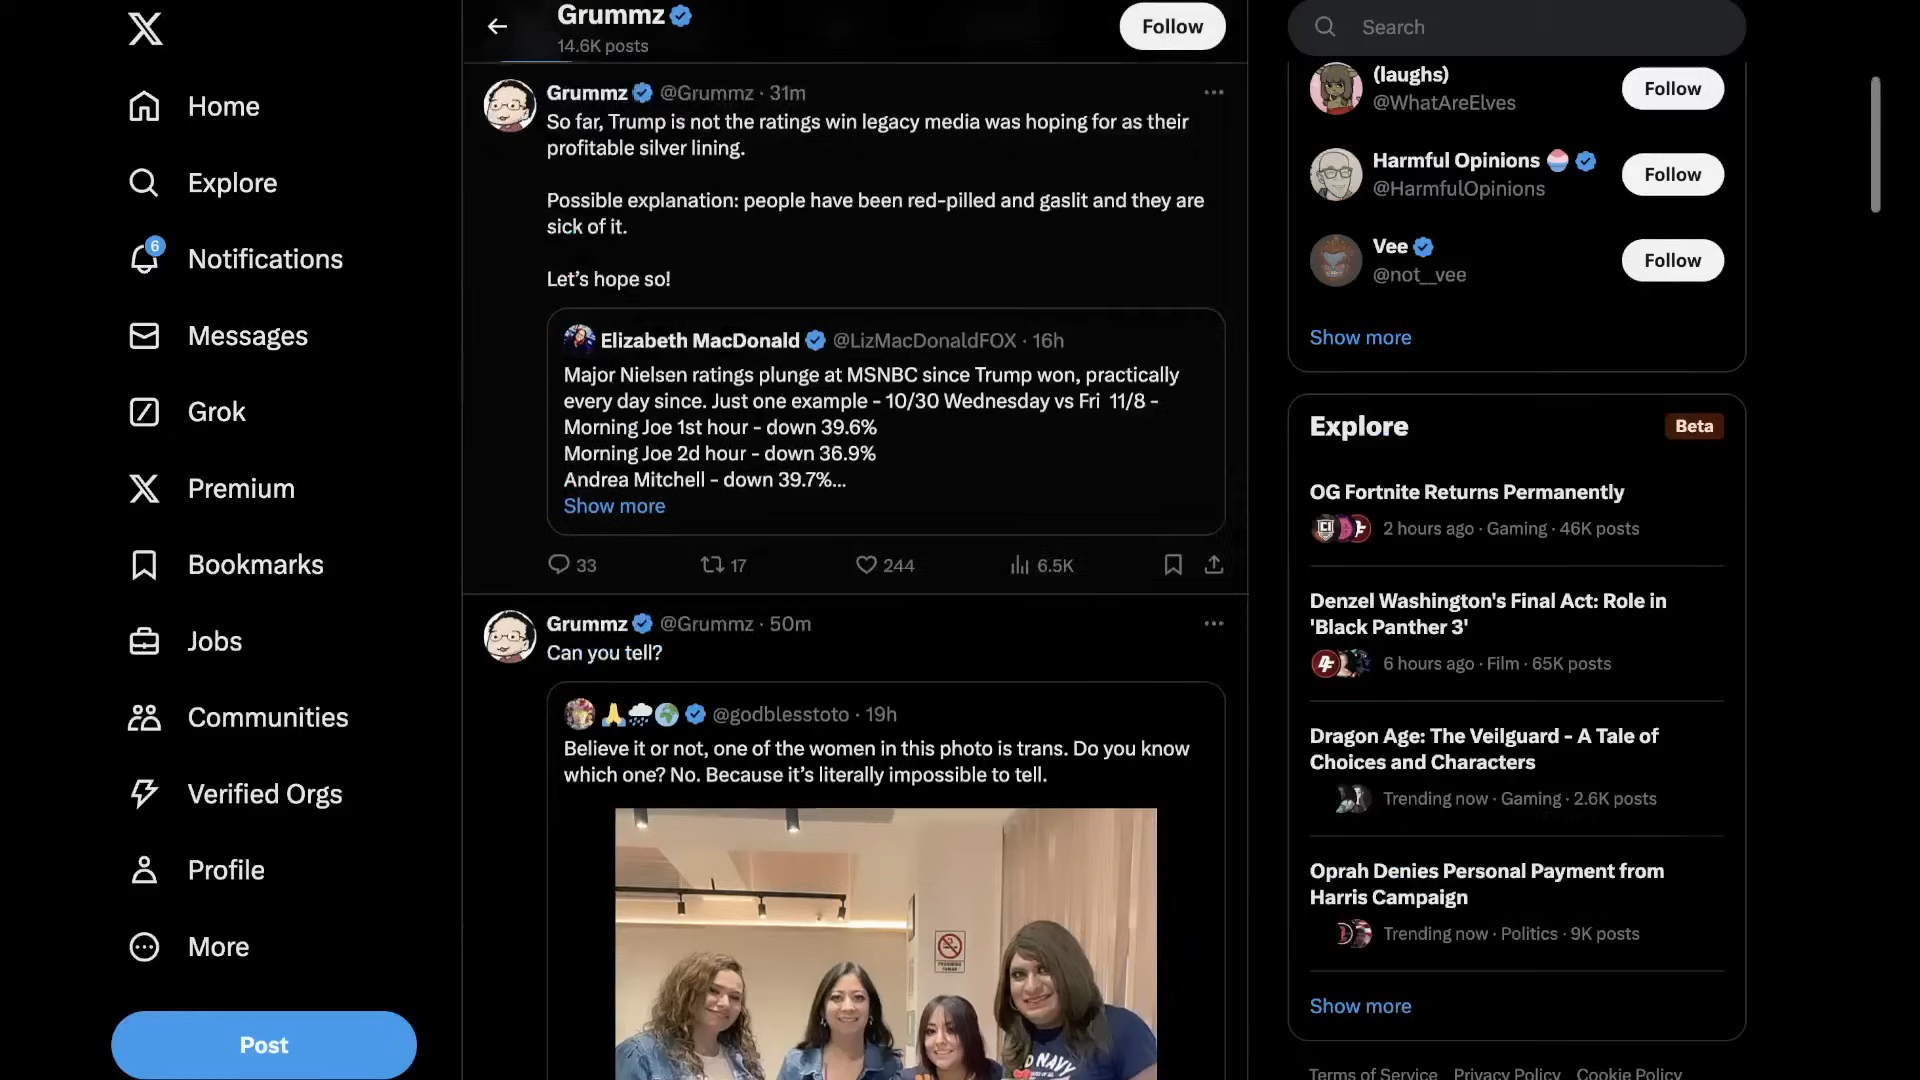 Home
Explore
6
Notifications
Messages
Grok
Premium
Bookmarks
Jobs
Communities
Verified Orgs
Profile
More
Post
Grummz
14.6K posts
Follow
Grummz @Grummz · 31m
So far, Trump is not the ratings win legacy media was hoping for as their
profitable silver lining.
Possible explanation: people have been red-pilled and gaslit and they are
sick of it.
Let’s hope so!
Elizabeth MacDonald @LizMacDonaldFOX · 16h
Major Nielsen ratings plunge at MSNBC since Trump won, practically
every day since. Just one example - 10/30 Wednesday vs Fri 11/8 -
Morning Joe 1st hour - down 39.6%
Morning Joe 2d hour - down 36.9%
Andrea Mitchell - down 39.7%...
Show more
33 17 244 6.5K
Grummz @Grummz · 50m
Can you tell?
🙏🌧️🌍 @godblesstoto · 19h
Believe it or not, one of the women in this photo is trans. Do you know
which one? No. Because it’s literally impossible to tell.
D NAVY
Search
(laughs)
@WhatAreElves
Follow
Harmful Opinions
@HarmfulOpinions
Follow
Vee
@not__vee
Follow
Show more
Explore
Beta
OG Fortnite Returns Permanently
2 hours ago · Gaming · 46K posts
Denzel Washington's Final Act: Role in
'Black Panther 3'
6 hours ago · Film · 65K posts
Dragon Age: The Veilguard - A Tale of
Choices and Characters
Trending now · Gaming · 2.6K posts
Oprah Denies Personal Payment from
Harris Campaign
Trending now · Politics · 9K posts
Show more
Terms of Service Privacy Policy Cookie Policy